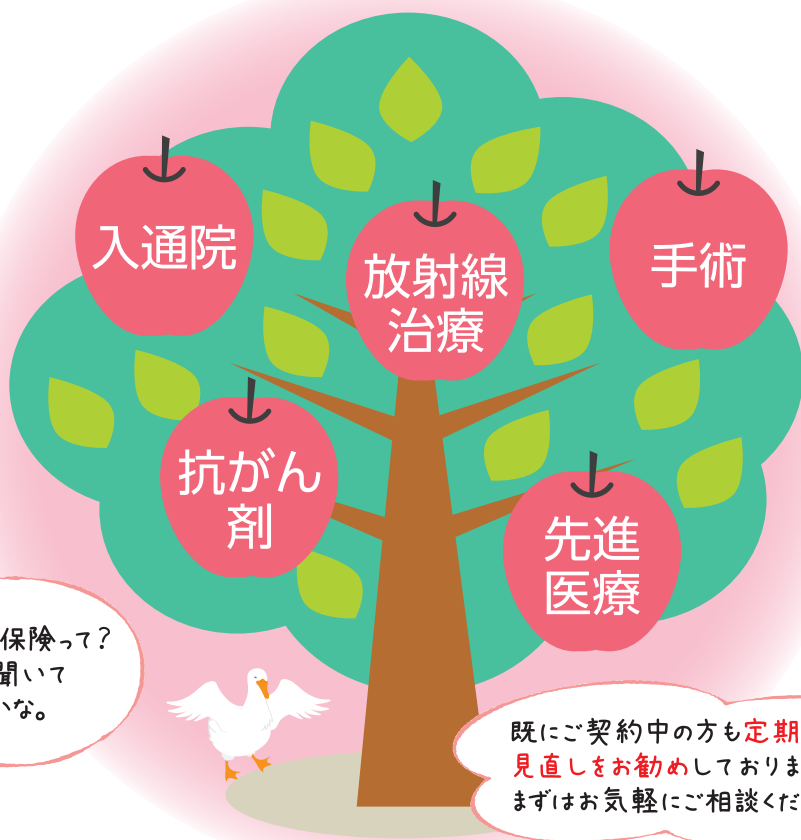 入通院
放射線
治療
手術
抗がん
剤
先進
医療
保険って?
聞いて
いな。
既にご契約中の方も定期
見直しをお勧めしておりま
まずはお気軽にご相談くだ